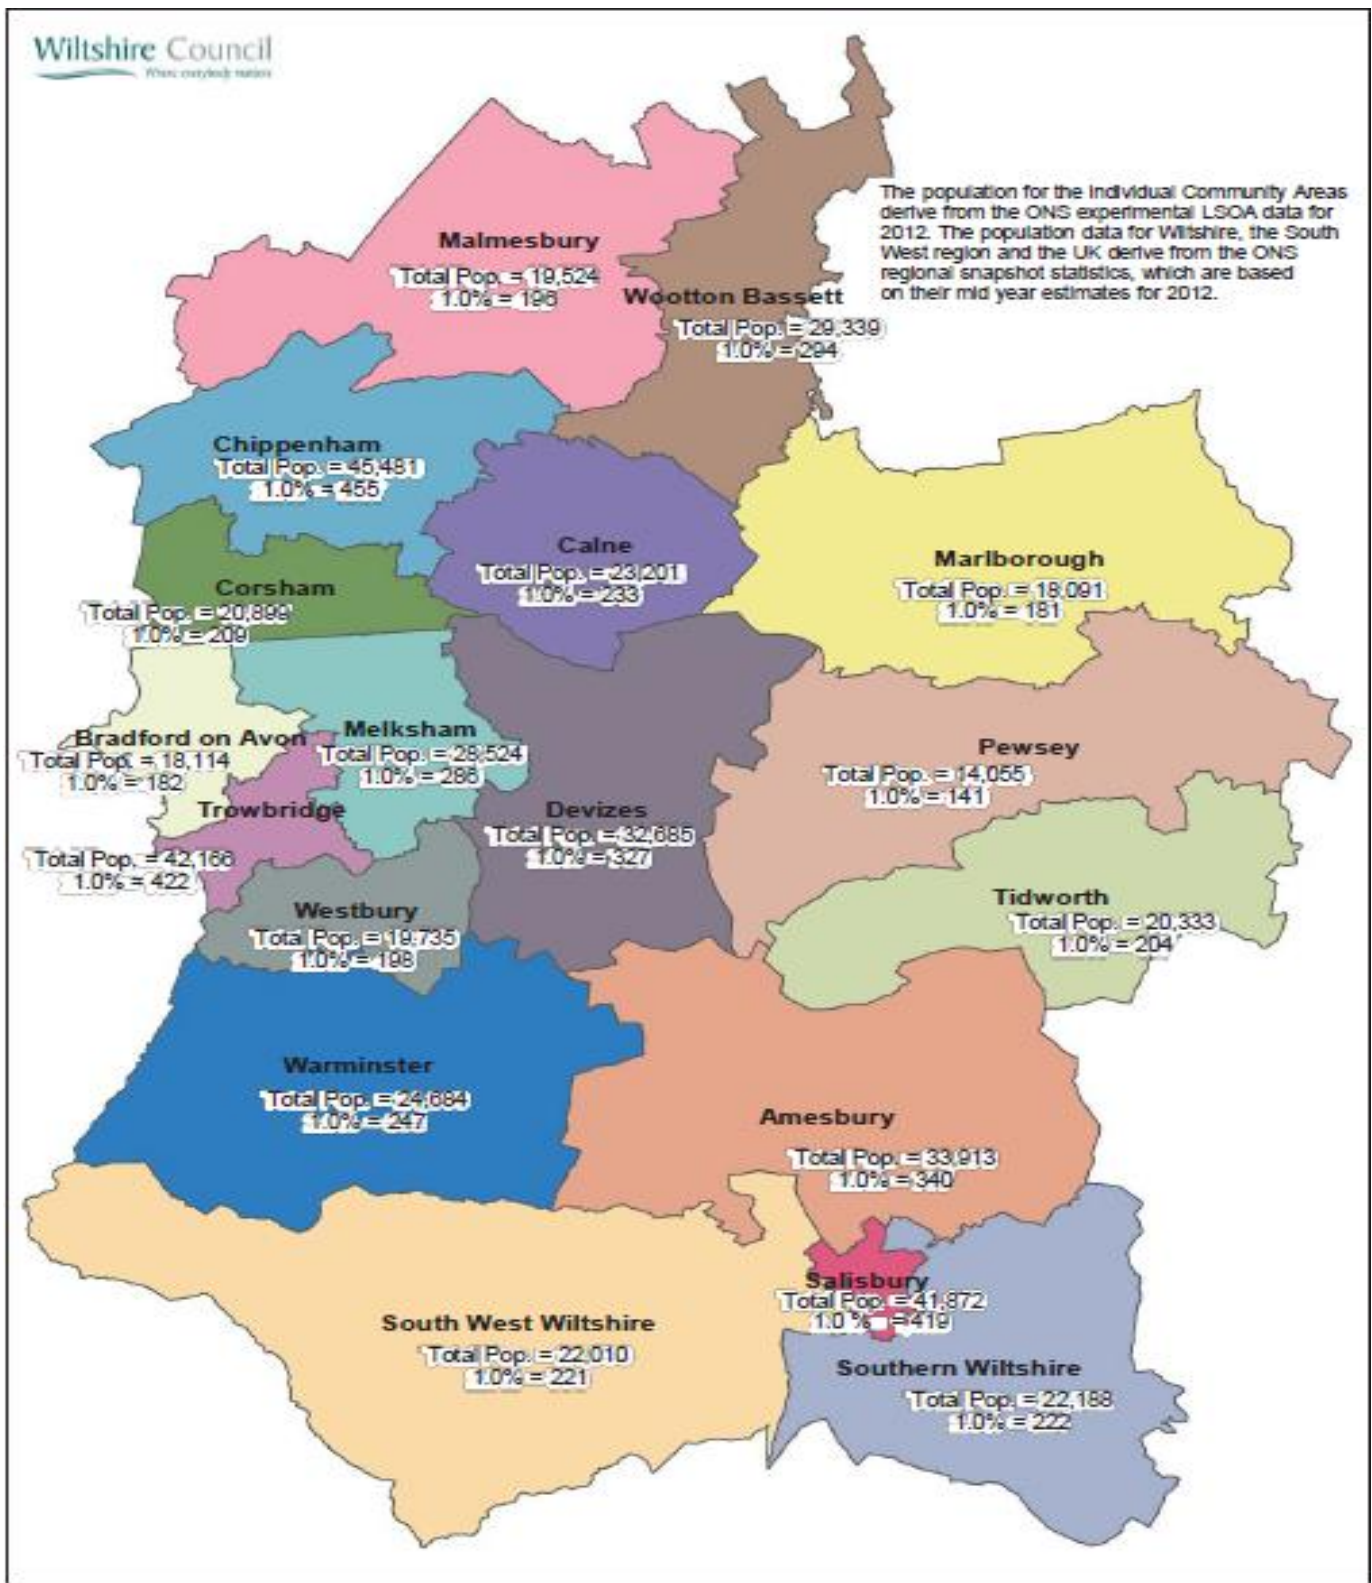 Wiltshire Council
Where everybody matters
The population for the Individual Community Areas
derive from the ONS experimental LSOA data for
2012. The population data for Wiltshire, the South
West region and the UK derive from the ONS
regional snapshot statistics, which are based
on their mid year estimates for 2012.
Malmesbury
Total Pop. = 19,524
1.0% = 196
Wootton Bassett
Total Pop. = 29,339
1.0% = 294
Chippenham
Total Pop. = 45,481
1.0% = 455
Calne
Total Pop. = 23,201
1.0% = 233
Marlborough
Total Pop. = 18,091
1.0% = 181
Corsham
Total Pop. = 20,899
1.0% = 209
Bradford on Avon
Total Pop. = 18,114
1.0% = 182
Melksham
Total Pop. = 28,524
1.0% = 286
Pewsey
Total Pop. = 14,055
1.0% = 141
Trowbridge
Total Pop. = 42,166
1.0% = 422
Devizes
Total Pop. = 32,685
1.0% = 327
Tidworth
Total Pop. = 20,333
1.0% = 204
Westbury
Total Pop. = 19,735
1.0% = 198
Warminster
Total Pop. = 24,684
1.0% = 247
Amesbury
Total Pop. = 33,913
1.0% = 340
Salisbury
Total Pop. = 41,872
1.0 % = 419
South West Wiltshire
Total Pop. = 22,010
1.0% = 221
Southern Wiltshire
Total Pop. = 22,188
1.0% = 222